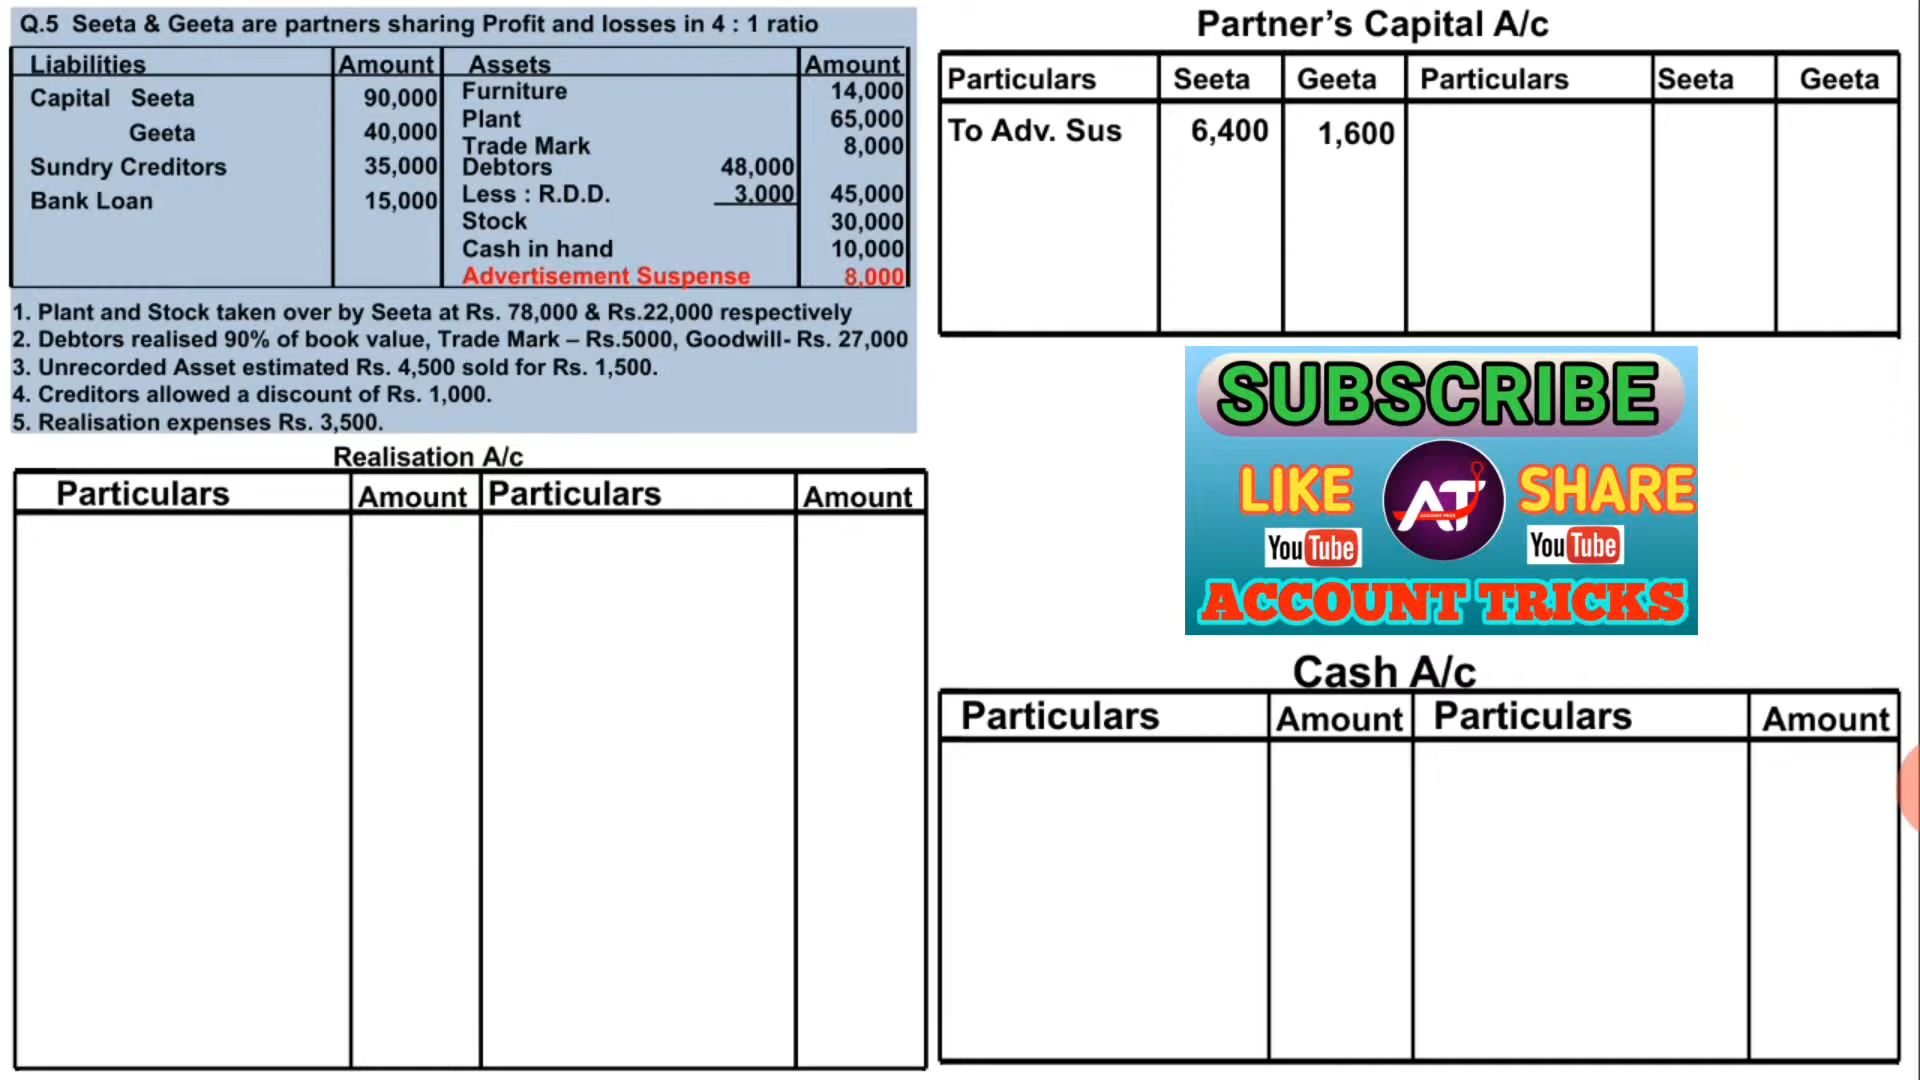 Q.5 Seeta & Geeta are partners sharing Profit and losses in 4 : 1 ratio
Liabilities Amount Assets Amount
Capital Seeta 90,000 Furniture 14,000
Geeta 40,000 Plant 65,000
Sundry Creditors 35,000 Trade Mark 8,000
Bank Loan 15,000 Debtors 48,000
Less : R.D.D. 3,000 45,000
Stock 30,000
Cash in hand 10,000
Advertisement Suspense 8,000
1. Plant and Stock taken over by Seeta at Rs. 78,000 & Rs.22,000 respectively
2. Debtors realised 90% of book value, Trade Mark – Rs.5000, Goodwill- Rs. 27,000
3. Unrecorded Asset estimated Rs. 4,500 sold for Rs. 1,500.
4. Creditors allowed a discount of Rs. 1,000.
5. Realisation expenses Rs. 3,500.
Realisation A/c
Particulars Amount Particulars Amount
Partner’s Capital A/c
Particulars Seeta Geeta Particulars Seeta Geeta
To Adv. Sus 6,400 1,600
SUBSCRIBE
LIKE AT SHARE
ACCOUNT TRICK
YouTube YouTube
ACCOUNT TRICKS
Cash A/c
Particulars Amount Particulars Amount